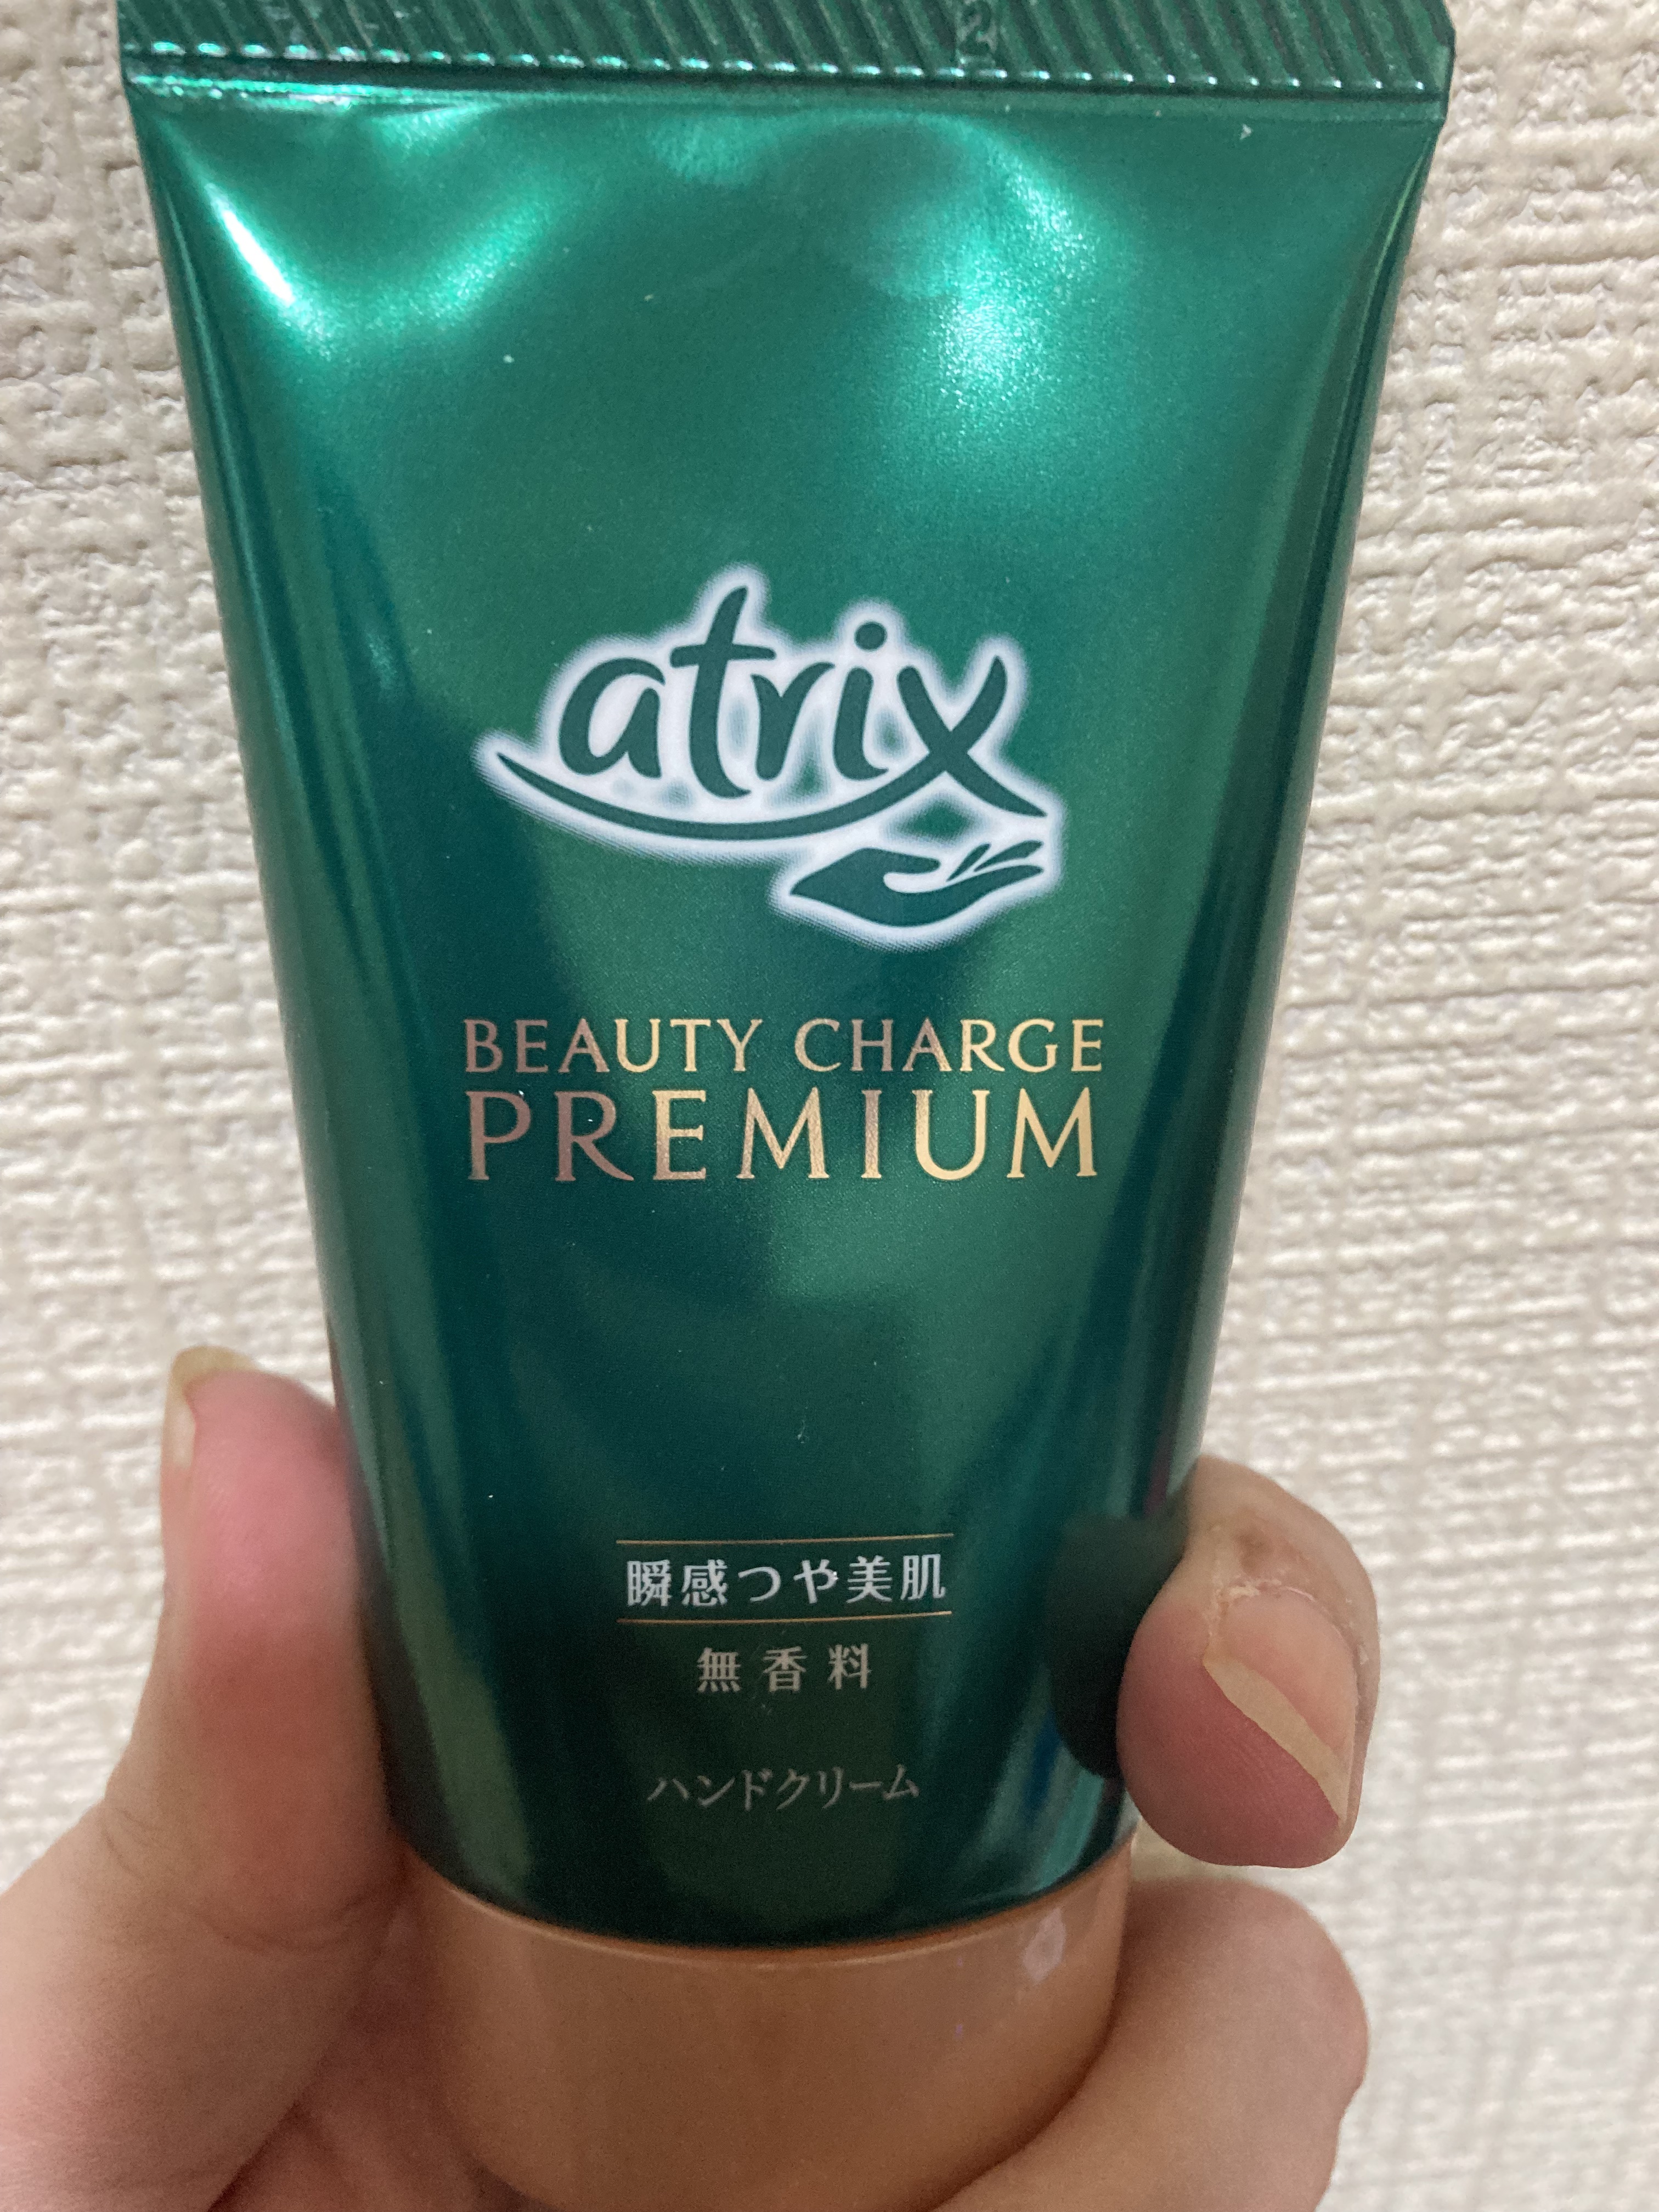 2
atrix
BEAUTY CHARGE
PREMIUM
瞬感つや美肌
無香料
ハンドクリーム